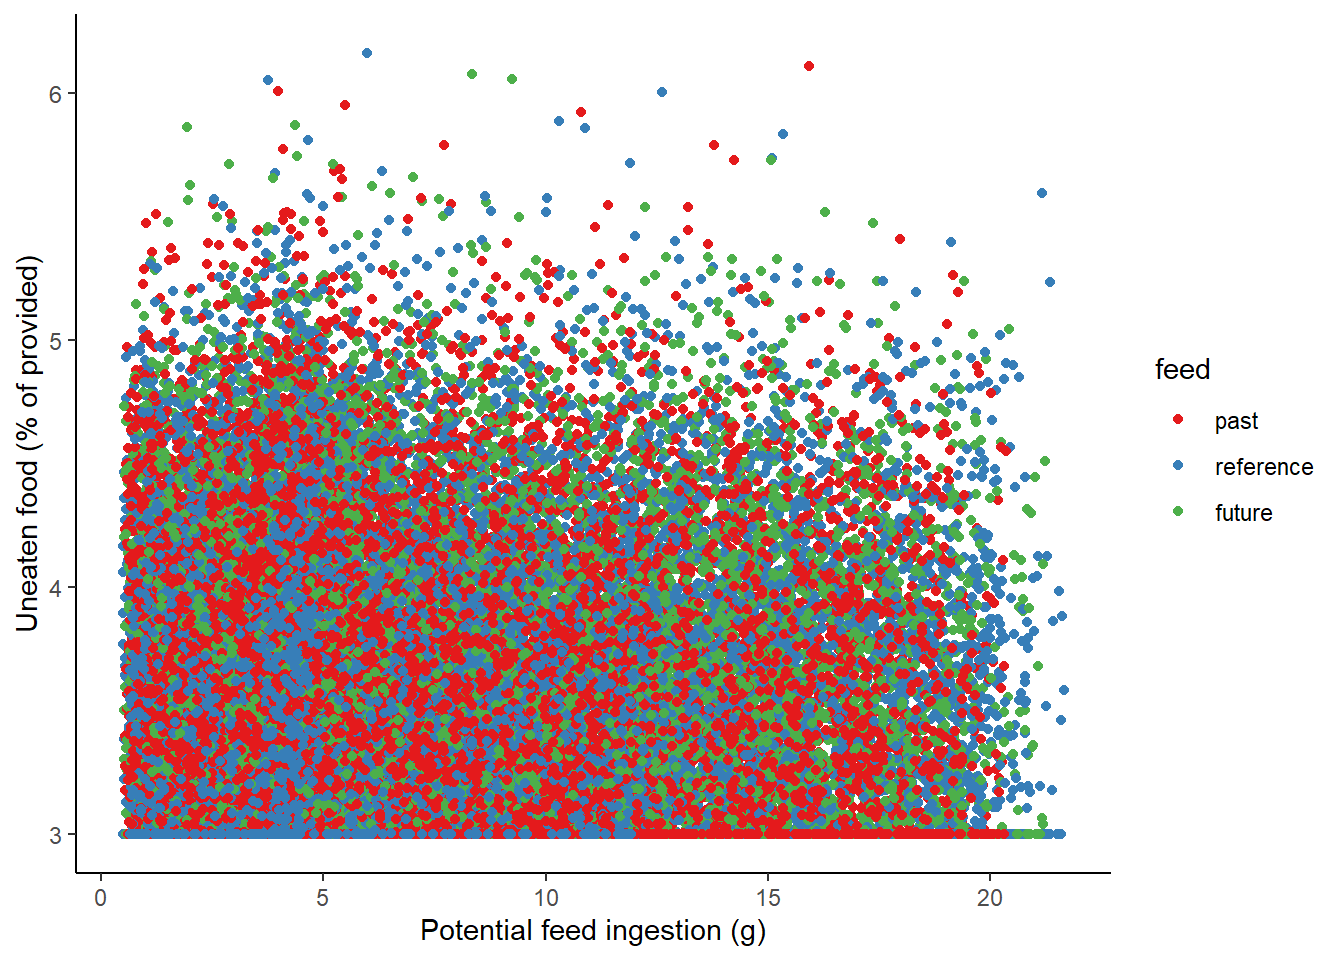 6
5
4
3
Uneaten food (% of provided)
0 5 10 15 20
Potential feed ingestion (g)
feed
past
reference
future